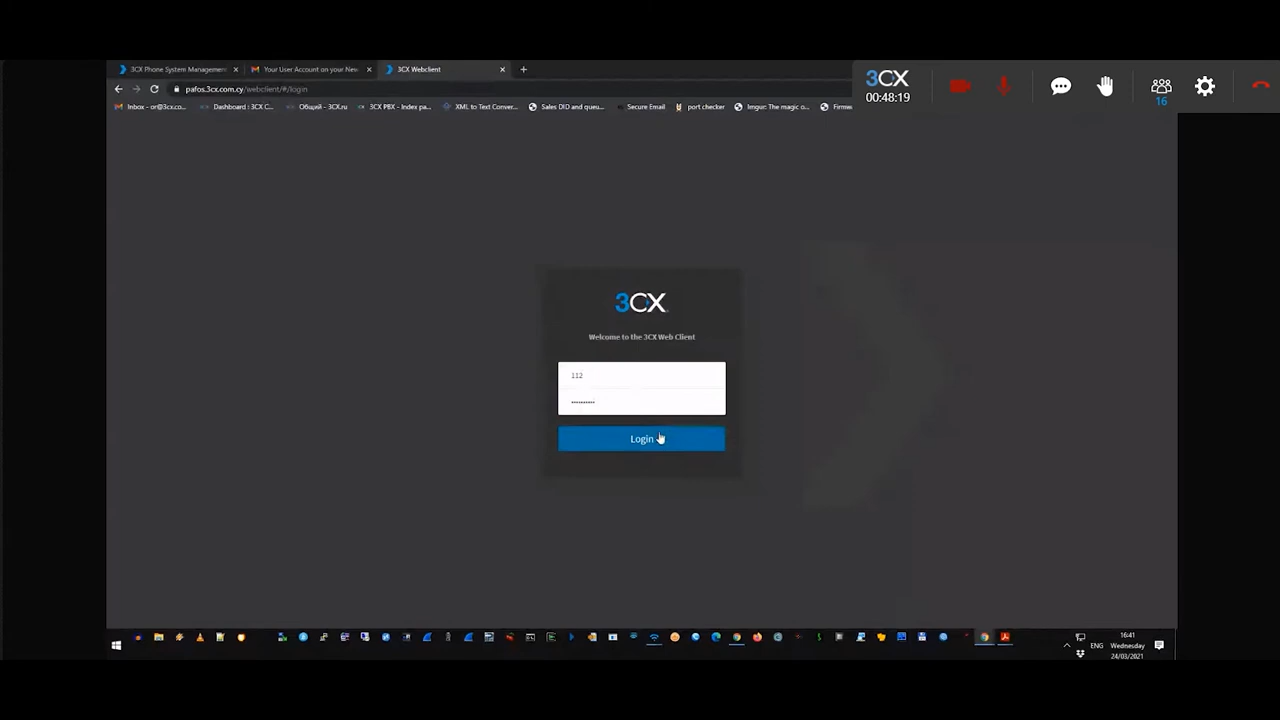 3CX Phone System Management
Your User Account on your New
3CX Webclient
3CX
00:48:19
16
pafos.3cx.com.cy/webclient/#/login
Inbox - or@3cx.co...
Dashboard : 3CX C...
Общий - 3CX.ru
3CX PBX - Index pa...
XML to Text Conver...
Sales DID and queu...
Secure Email
port checker
Imgur: The magic o...
Firmw
3CX
Welcome to the 3CX Web Client
112
••••••••••
Login
ENG
16:41
Wednesday
24/03/2021